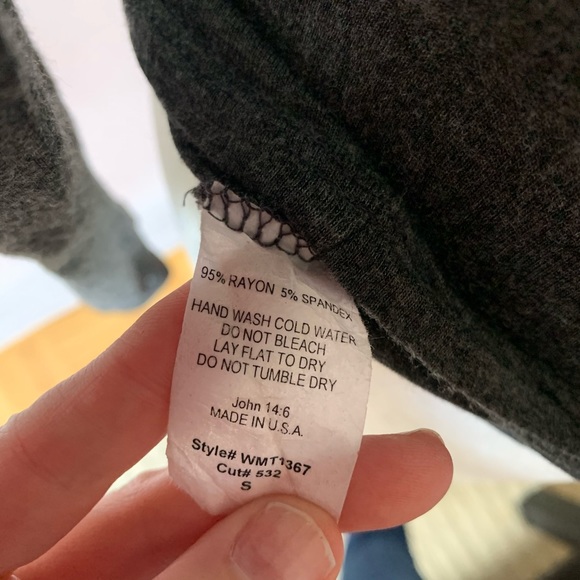 95% RAYON 5% SPANDEX
HAND WASH COLD WATER
DO NOT BLEACH
LAY FLAT TO DRY
DO NOT TUMBLE DRY
John 14:6
MADE IN U.S.A.
Style# WMT1367
Cut# 532
S